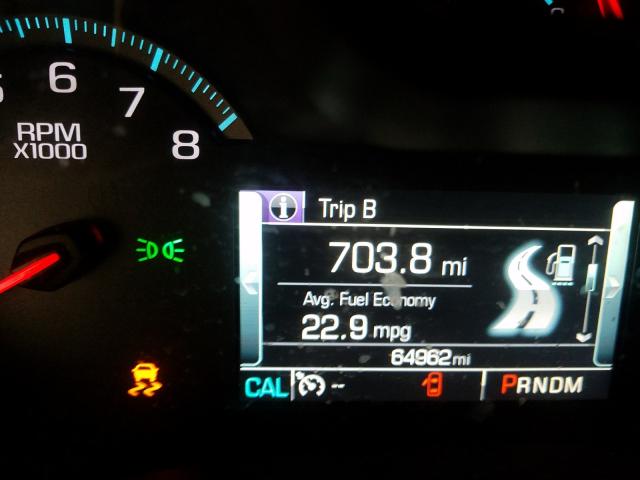 6
7
8
RPM
X1000
Trip B
703.8 mi
Avg. Fuel Economy
22.9 mpg
64962 mi
CAL -- PRNDM